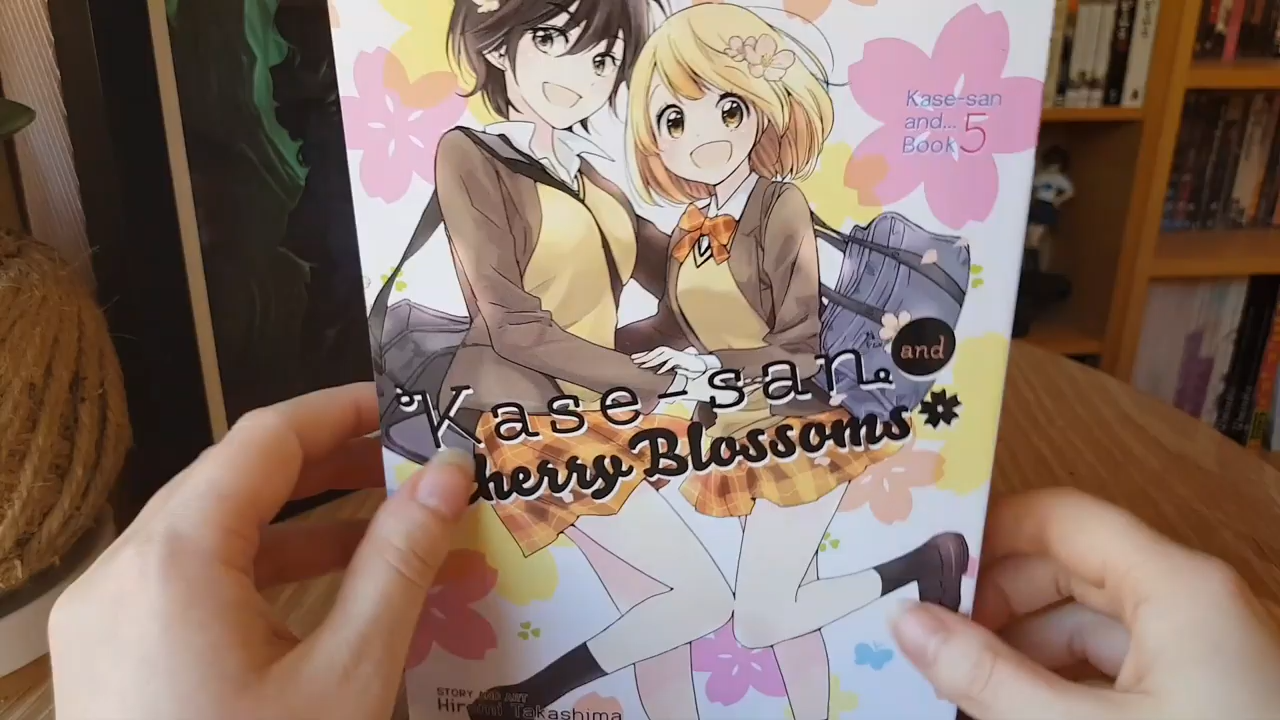 Kase-san
and...
Book 5
Kase-san and
Cherry Blossoms
STORY AND ART
Hiromi Takashima